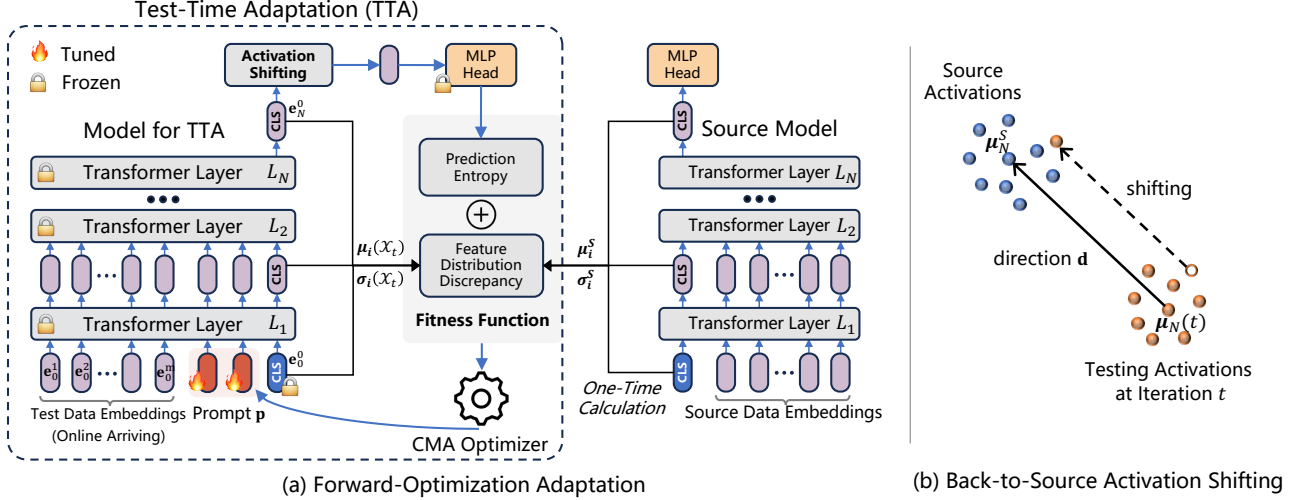 Test-Time Adaptation (TTA)
Tuned
Frozen
Activation
Shifting
MLP
Head
CLS
e_N^0
Model for TTA
Transformer Layer L_N
Transformer Layer L_2
CLS
Transformer Layer L_1
e_0^1
e_0^2
e_0^m
CLS
e_0^0
Test Data Embeddings
(Online Arriving)
Prompt p
Prediction
Entropy
+
Feature
Distribution
Discrepancy
Fitness Function
μ_i(X_t)
σ_i(X_t)
CMA Optimizer
μ_i^S
σ_i^S
MLP
Head
CLS
Source Model
Transformer Layer L_N
Transformer Layer L_2
CLS
Transformer Layer L_1
CLS
One-Time
Calculation
Source Data Embeddings
(a) Forward-Optimization Adaptation
Source
Activations
μ_N^S
shifting
direction d
μ_N(t)
Testing Activations
at Iteration t
(b) Back-to-Source Activation Shifting